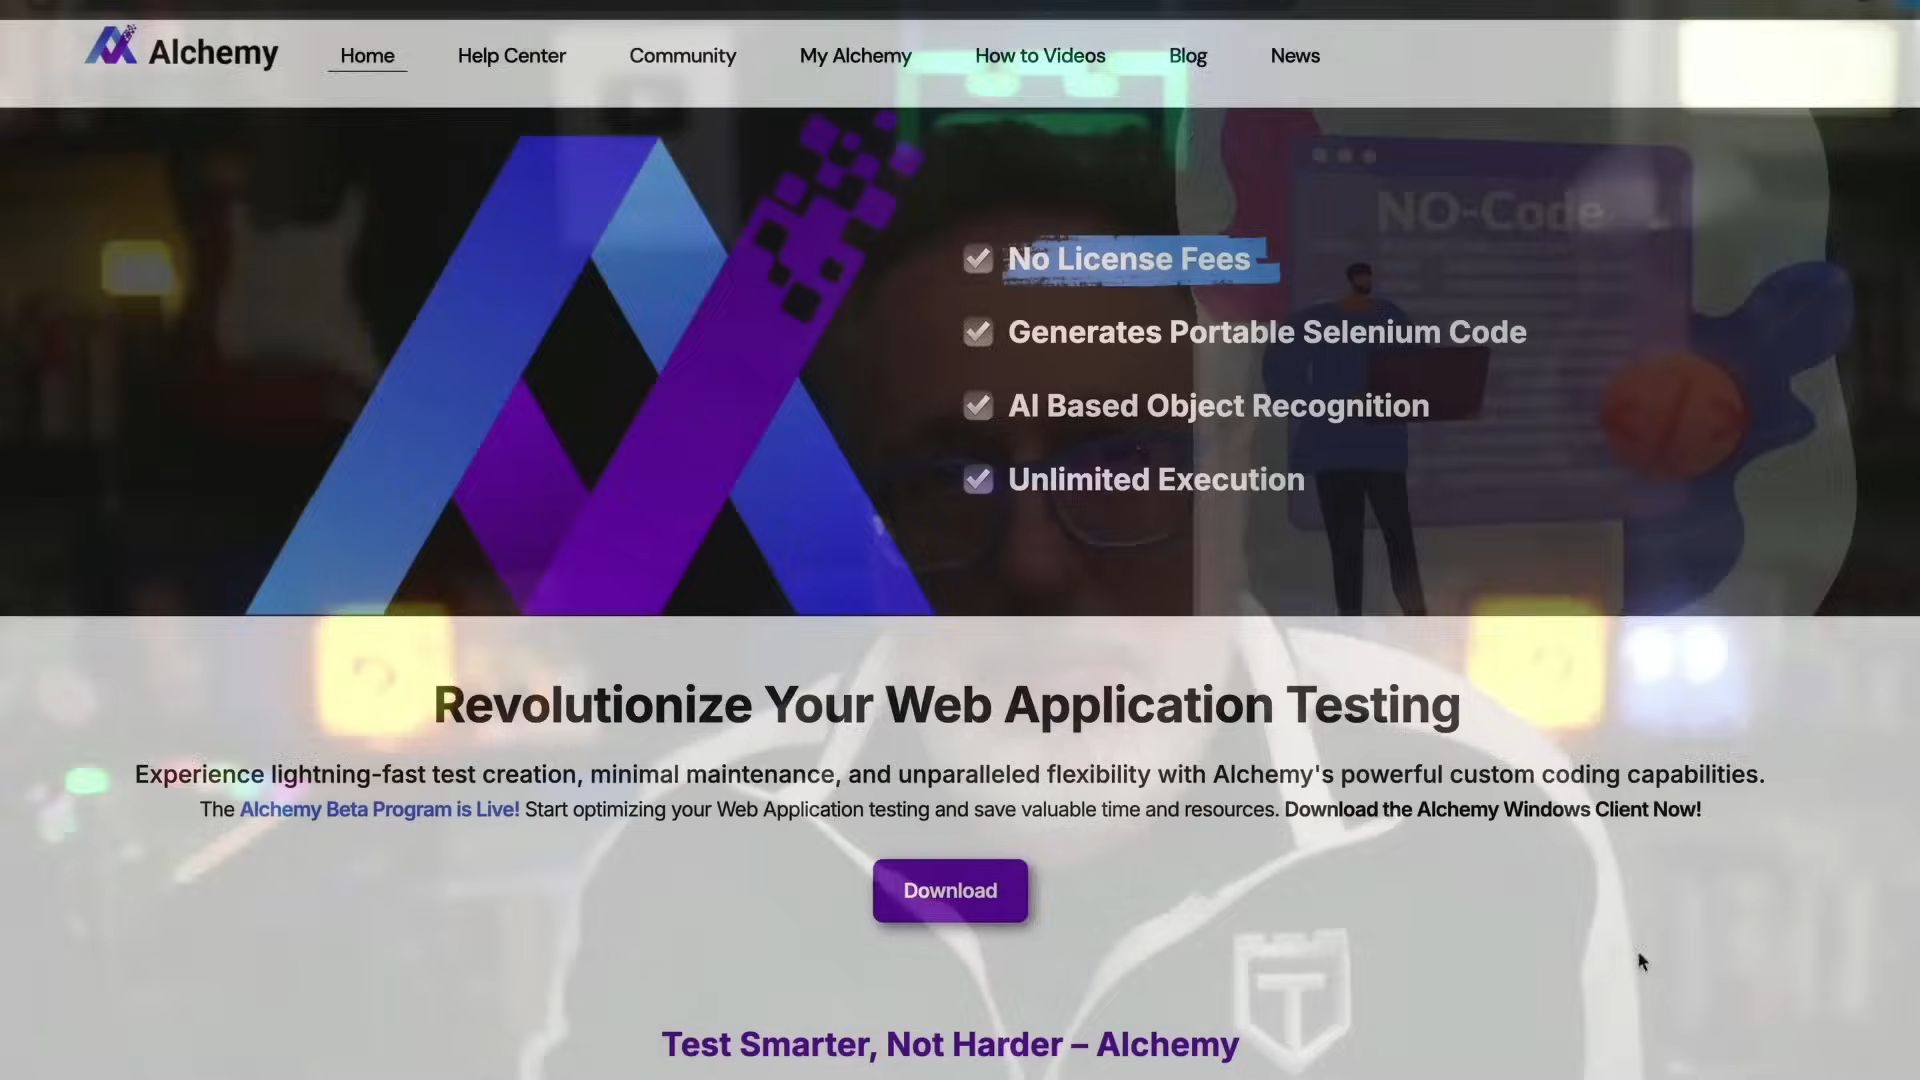 Alchemy
Home
Help Center
Community
My Alchemy
How to Videos
Blog
News
NO-Code
No License Fees
Generates Portable Selenium Code
AI Based Object Recognition
Unlimited Execution
Revolutionize Your Web Application Testing
Experience lightning-fast test creation, minimal maintenance, and unparalleled flexibility with Alchemy's powerful custom coding capabilities.
The Alchemy Beta Program is Live! Start optimizing your Web Application testing and save valuable time and resources. Download the Alchemy Windows Client Now!
Download
T
Test Smarter, Not Harder – Alchemy